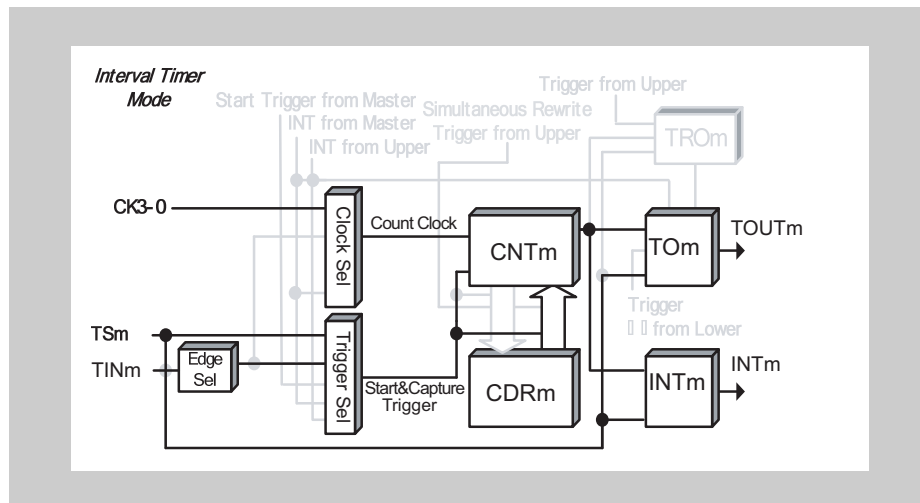 Interval Timer
Mode
Trigger from Upper
Start Trigger from Master
INT from Master
INT from Upper
Simultaneous Rewrite
Trigger from Upper
TROm
CK3-0
Clock Sel
Count Clock
CNTm
TOm
TOUTm
Trigger
from Lower
TSm
TINm
Edge
Sel
Trigger Sel
Start&Capture
Trigger
CDRm
INTm
INTm